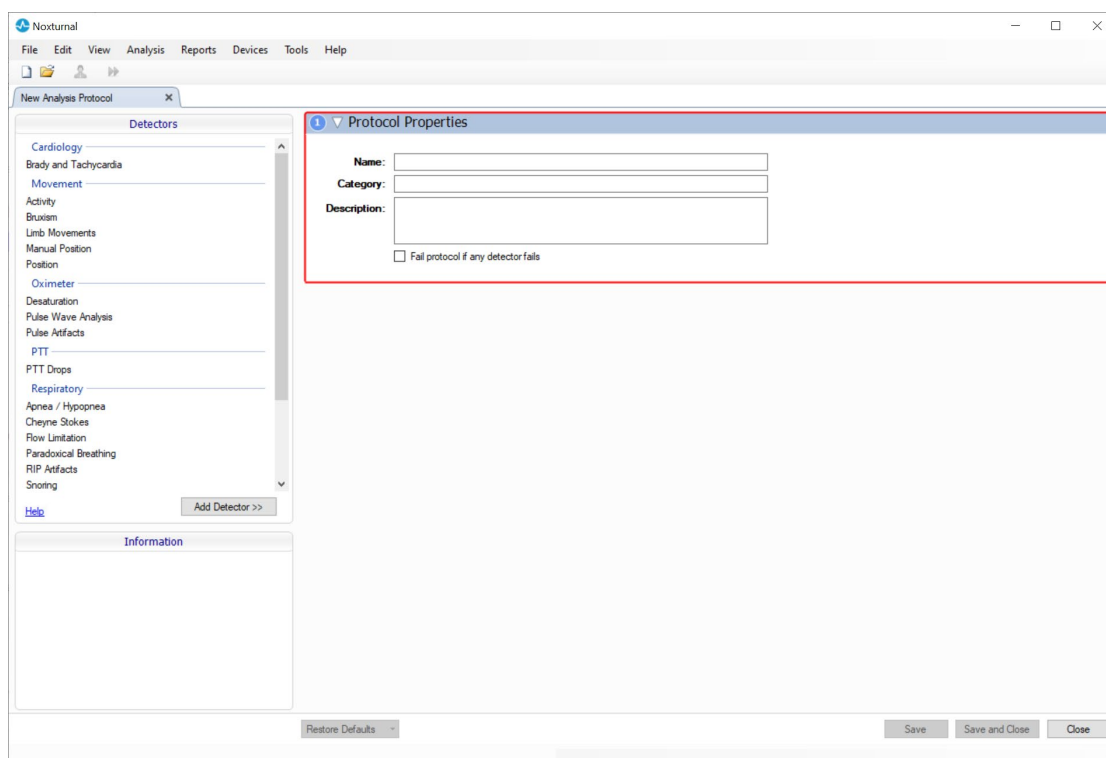 Noxturnal
File Edit View Analysis Reports Devices Tools Help
New Analysis Protocol
Detectors
Cardiology
Brady and Tachycardia
Movement
Activity
Bruxism
Limb Movements
Manual Position
Position
Oximeter
Desaturation
Pulse Wave Analysis
Pulse Artifacts
PTT
PTT Drops
Respiratory
Apnea / Hypopnea
Cheyne Stokes
Flow Limitation
Paradoxical Breathing
RIP Artifacts
Snoring
Help
Add Detector >>
Information
1 Protocol Properties
Name:
Category:
Description:
Fail protocol if any detector fails
Restore Defaults
Save Save and Close Close